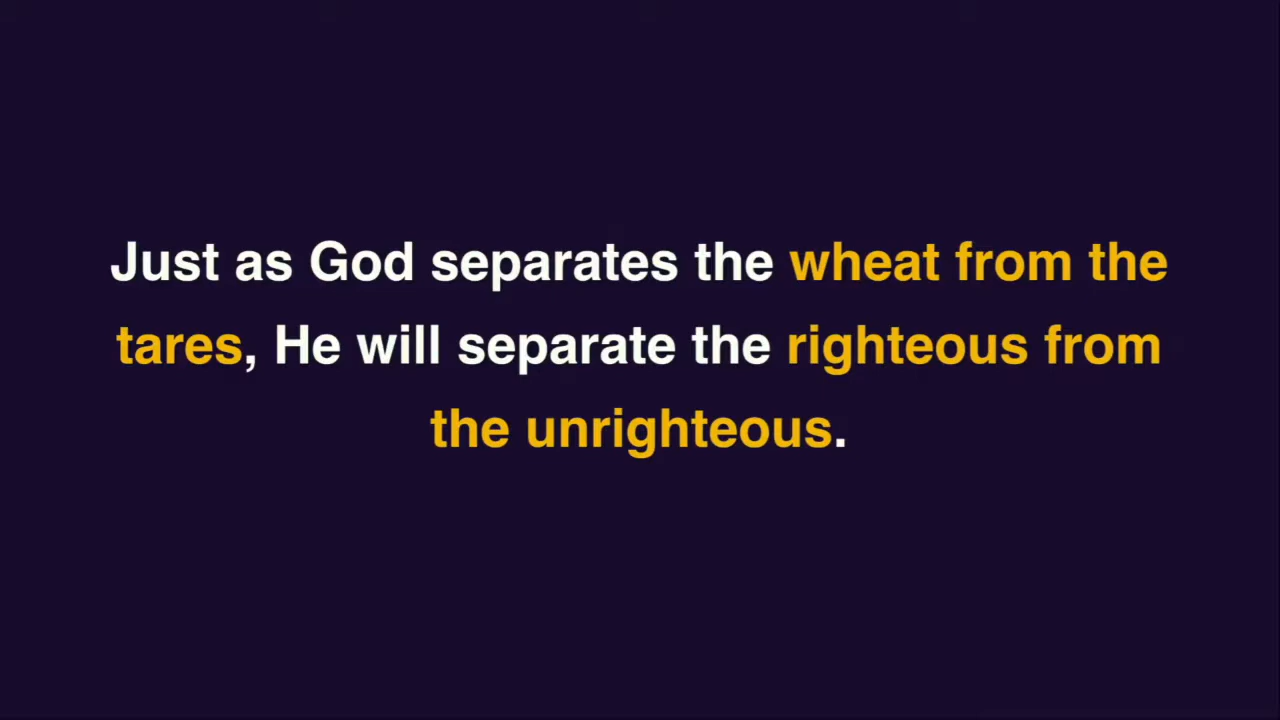 Just as God separates the wheat from the
tares, He will separate the righteous from
the unrighteous.